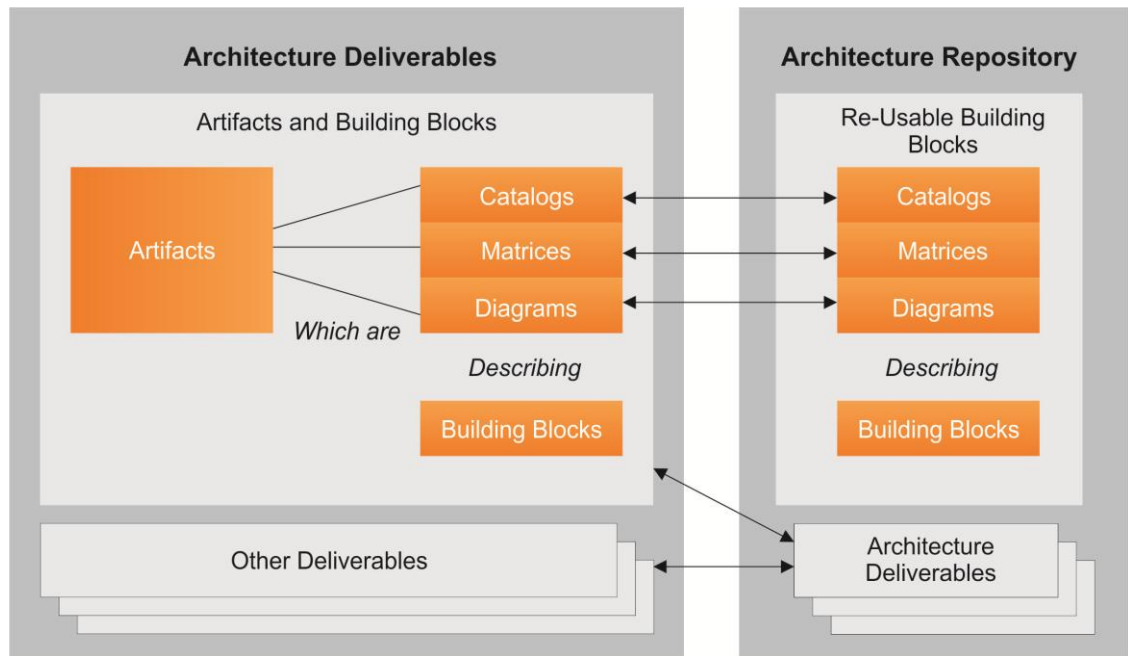 Architecture Deliverables
Artifacts and Building Blocks
Artifacts
Which are
Catalogs
Matrices
Diagrams
Describing
Building Blocks
Other Deliverables
Architecture Repository
Re-Usable Building
Blocks
Catalogs
Matrices
Diagrams
Describing
Building Blocks
Architecture
Deliverables